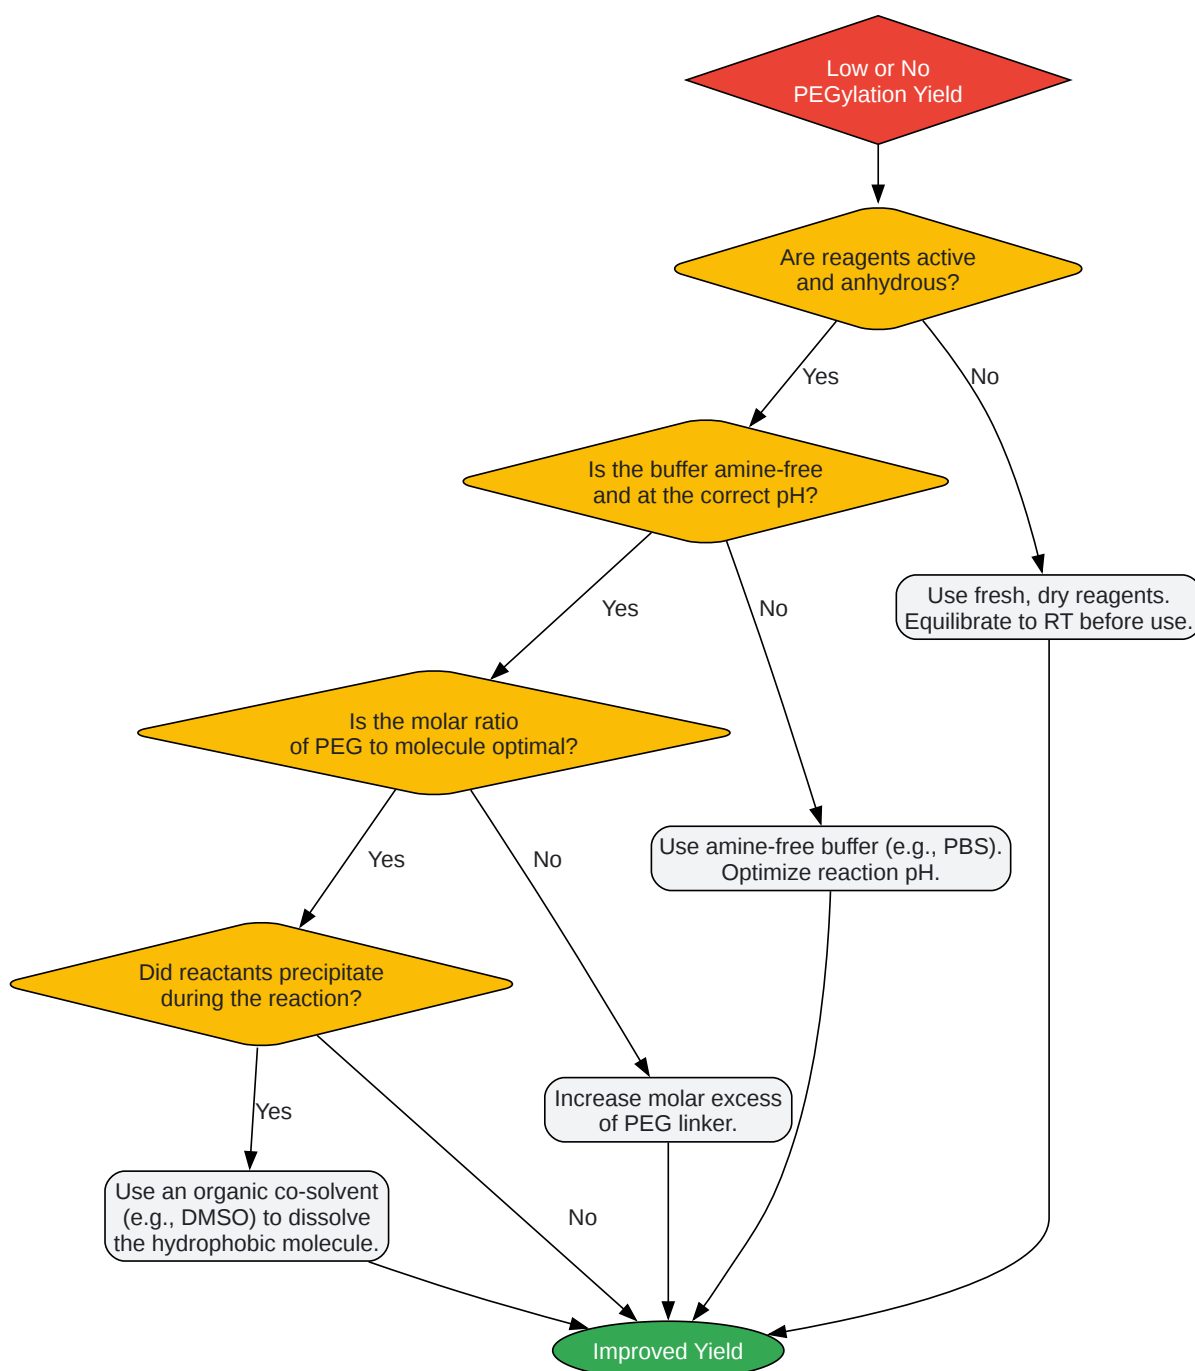 Low or No
PEGylation Yield
Are reagents active
and anhydrous?
Yes
No
Is the buffer amine-free
and at the correct pH?
Yes
No
Use fresh, dry reagents.
Equilibrate to RT before use.
Is the molar ratio
of PEG to molecule optimal?
Yes
No
Use amine-free buffer (e.g., PBS).
Optimize reaction pH.
Did reactants precipitate
during the reaction?
Yes
No
Increase molar excess
of PEG linker.
Use an organic co-solvent
(e.g., DMSO) to dissolve
the hydrophobic molecule.
Improved Yield